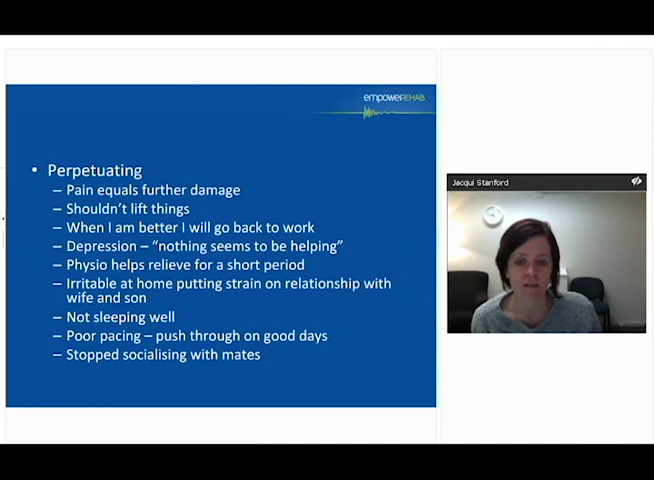 empowerREHAB
• Perpetuating
– Pain equals further damage
– Shouldn't lift things
– When I am better I will go back to work
– Depression – "nothing seems to be helping"
– Physio helps relieve for a short period
– Irritable at home putting strain on relationship with
wife and son
– Not sleeping well
– Poor pacing – push through on good days
– Stopped socialising with mates
Jacqui Stanford